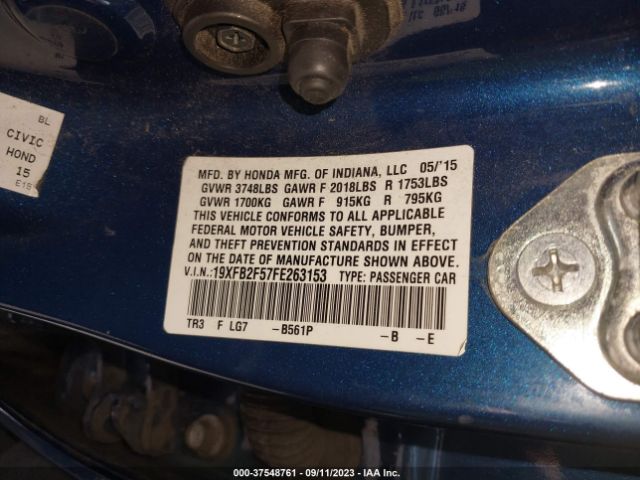 BL
CIVIC
HOND
15
E15
MFD. BY HONDA MFG. OF INDIANA, LLC 05/'15
GVWR 3748LBS GAWR F 2018LBS R 1753LBS
GVWR 1700KG GAWR F 915KG R 795KG
THIS VEHICLE CONFORMS TO ALL APPLICABLE
FEDERAL MOTOR VEHICLE SAFETY, BUMPER,
AND THEFT PREVENTION STANDARDS IN EFFECT
ON THE DATE OF MANUFACTURE SHOWN ABOVE.
V.I.N.:19XFB2F57FE263153 TYPE: PASSENGER CAR
TR3 F LG7 -B561P -B -E
000-37548761 - 09/11/2023 - IAA Inc.